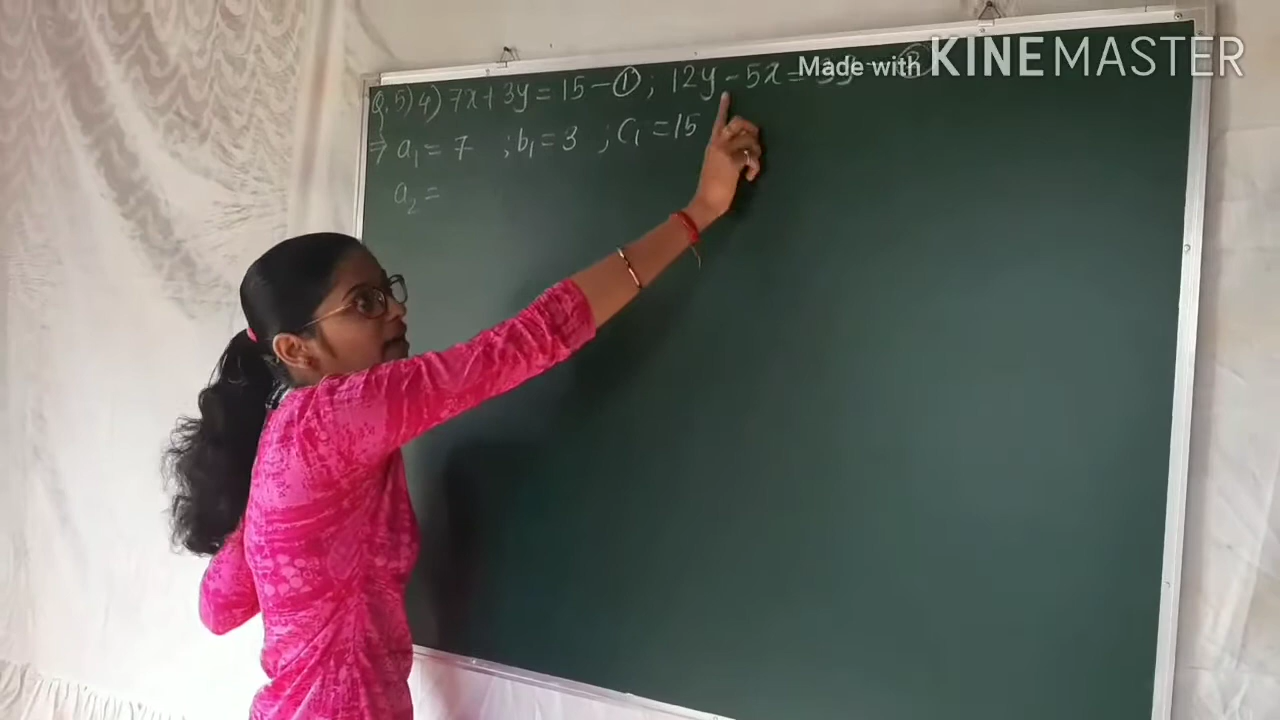 Q. 5) 4) 7x + 3y = 15 — ① ; 12y - 5x =
⇒ a₁ = 7 ; b₁ = 3 ; C₁ = 15
a₂ =
Made with KINEMASTER